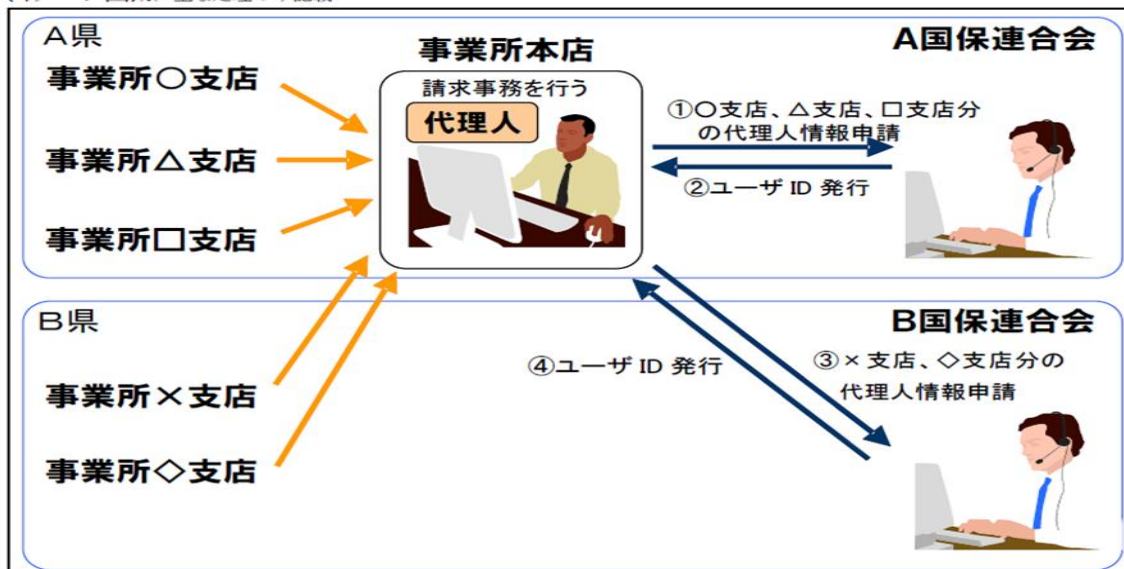 A県
事業所○支店
事業所△支店
事業所□支店
事業所本店
請求事務を行う
代理人
A国保連合会
①○支店、△支店、□支店分
の代理人情報申請
②ユーザ ID 発行
B県
事業所×支店
事業所◇支店
B国保連合会
④ユーザ ID 発行
③×支店、◇支店分の
代理人情報申請